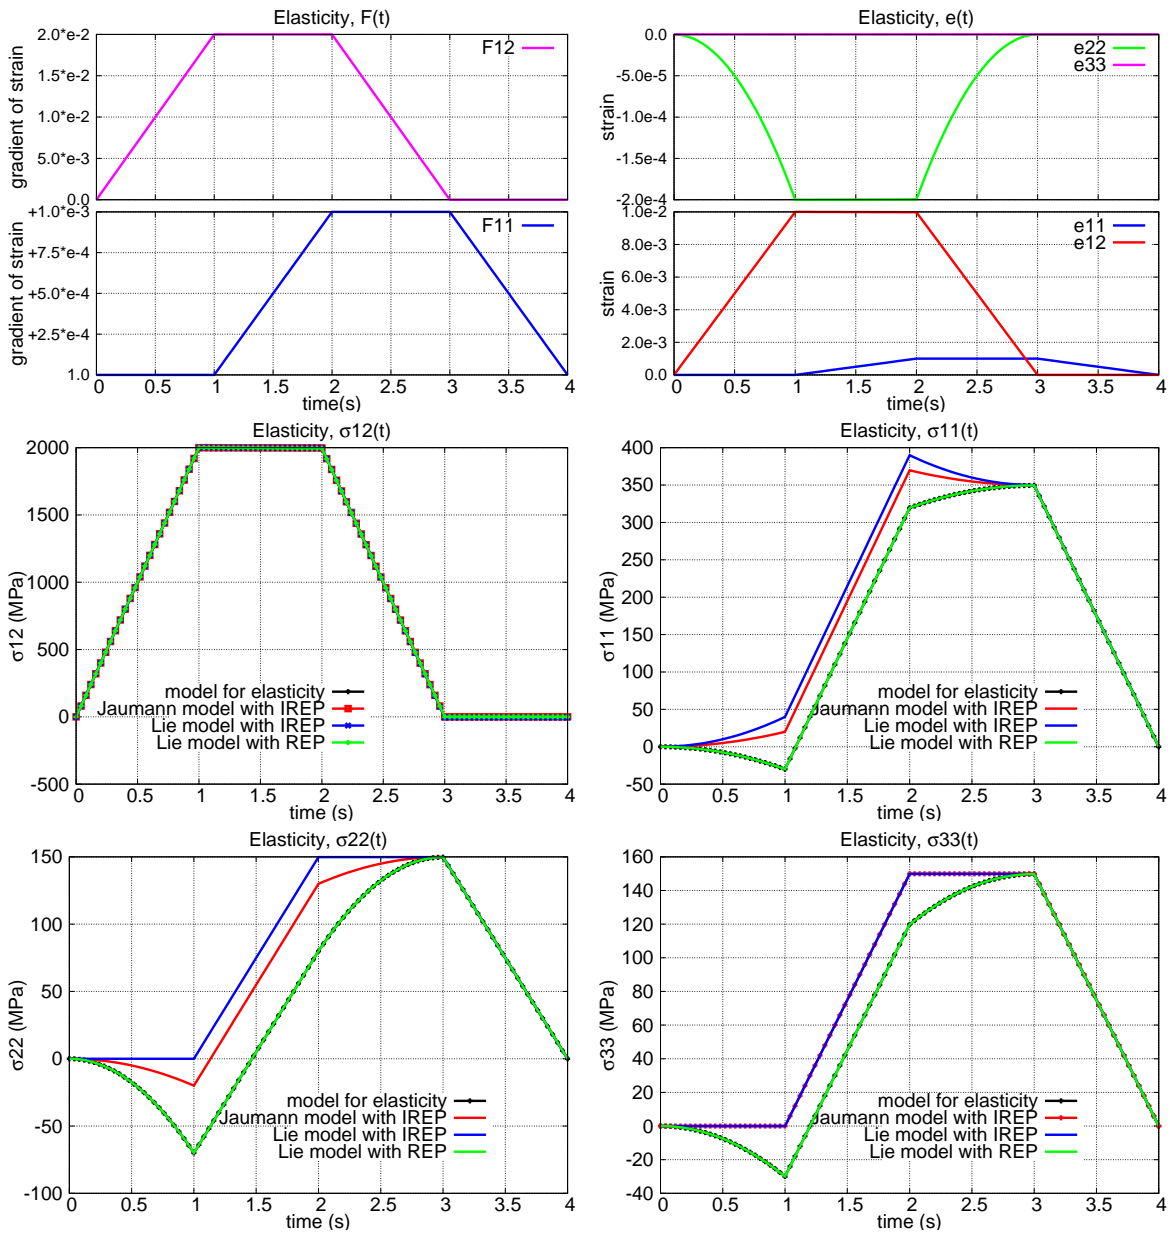 Elasticity, F(t)
gradient of strain
2.0*e-2
1.5*e-2
1.0*e-2
5.0*e-3
0.0
F12
gradient of strain
+1.0*e-3
+7.5*e-4
+5.0*e-4
+2.5*e-4
1.0
F11
0 0.5 1 1.5 2 2.5 3 3.5 4
time(s)
Elasticity, e(t)
strain
0.0
-5.0e-5
-1.0e-4
-1.5e-4
-2.0e-4
e22
e33
strain
1.0e-2
8.0e-3
6.0e-3
4.0e-3
2.0e-3
0.0
e11
e12
0 0.5 1 1.5 2 2.5 3 3.5 4
time(s)
Elasticity, σ12(t)
σ12 (MPa)
2000
1500
1000
500
0
-500
model for elasticity
Jaumann model with IREP
Lie model with IREP
Lie model with REP
0 0.5 1 1.5 2 2.5 3 3.5 4
time (s)
Elasticity, σ11(t)
σ11 (MPa)
400
350
300
250
200
150
100
50
0
-50
model for elasticity
Jaumann model with IREP
Lie model with IREP
Lie model with REP
0 0.5 1 1.5 2 2.5 3 3.5 4
time (s)
Elasticity, σ22(t)
σ22 (MPa)
150
100
50
0
-50
-100
model for elasticity
Jaumann model with IREP
Lie model with IREP
Lie model with REP
0 0.5 1 1.5 2 2.5 3 3.5 4
time (s)
Elasticity, σ33(t)
σ33 (MPa)
160
140
120
100
80
60
40
20
0
-20
-40
model for elasticity
Jaumann model with IREP
Lie model with IREP
Lie model with REP
0 0.5 1 1.5 2 2.5 3 3.5 4
time (s)